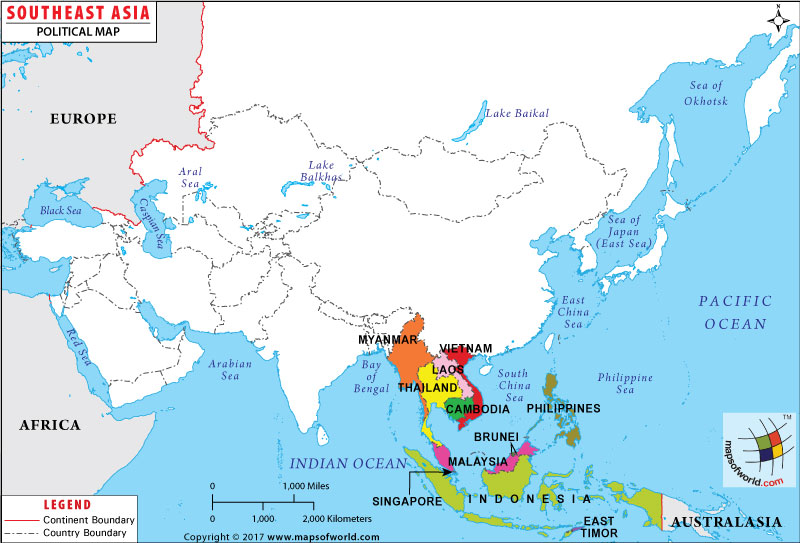 SOUTHEAST ASIA
POLITICAL MAP
EUROPE
Lake Baikal
Sea of
Okhotsk
Aral
Sea
Lake
Balkhas
Black Sea
Caspian Sea
Sea of
Japan
(East Sea)
East
China
Sea
PACIFIC
OCEAN
Red Sea
Arabian
Sea
MYANMAR
Bay
of
Bengal
VIETNAM
LAOS
THAILAND
South
China
Sea
CAMBODIA
PHILIPPINES
Philippine
Sea
AFRICA
BRUNEI
INDIAN OCEAN
MALAYSIA
SINGAPORE
INDONESIA
EAST
TIMOR
AUSTRALASIA
TM
mapsofworld.com
LEGEND
Continent Boundary
Country Boundary
0 1,000 Miles
0 1,000 2,000 Kilometers
Copyright © 2017 www.mapsofworld.com
N